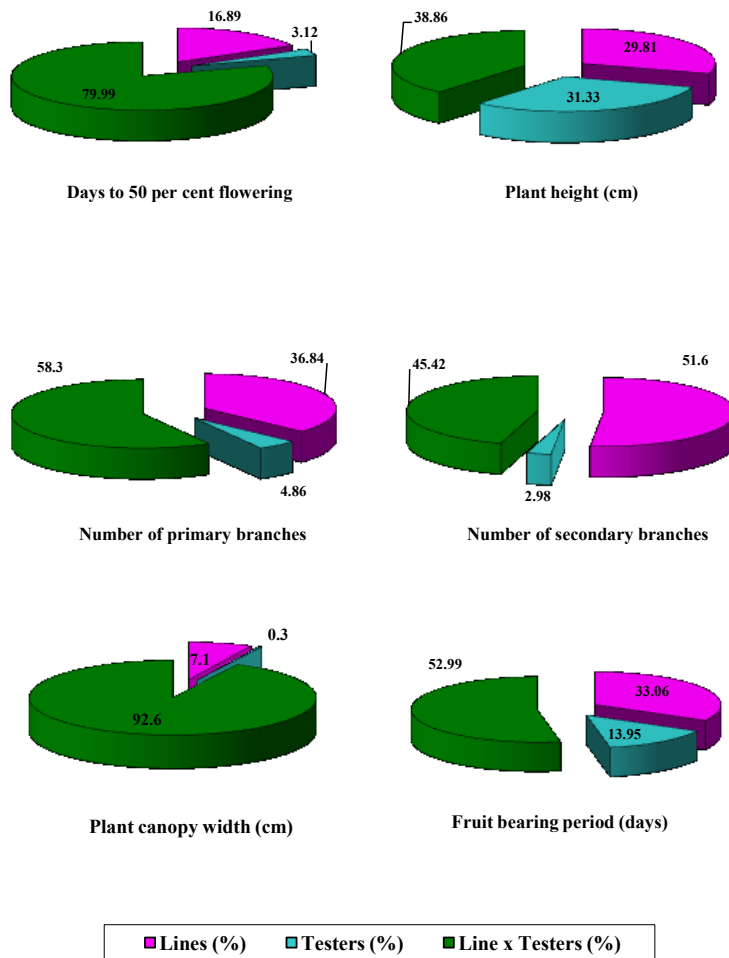 16.89
3.12
79.99
Days to 50 per cent flowering
38.86
29.81
31.33
Plant height (cm)
58.3
36.84
4.86
Number of primary branches
45.42
51.6
2.98
Number of secondary branches
7.1
0.3
92.6
Plant canopy width (cm)
52.99
33.06
13.95
Fruit bearing period (days)
Lines (%) Testers (%) Line x Testers (%)